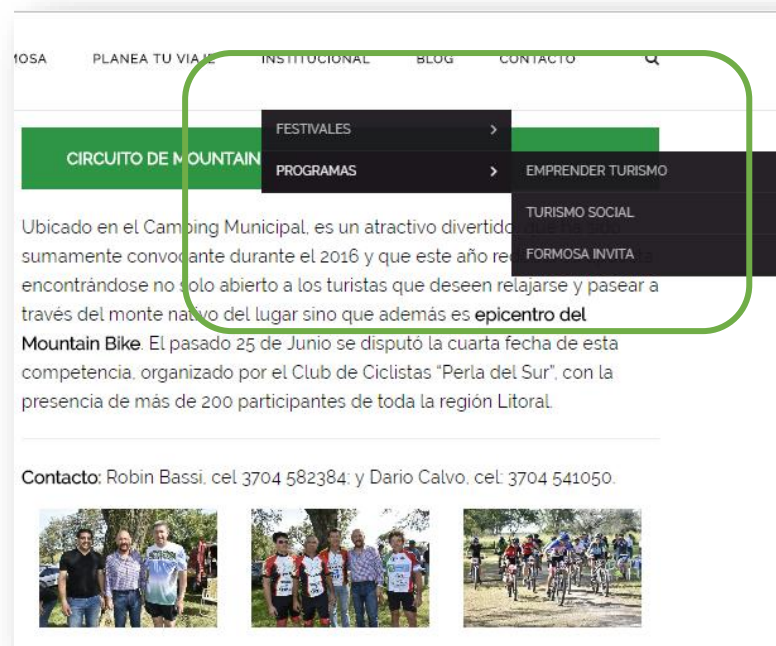 MOSA PLANEA TU VIAJE INSTITUCIONAL BLOG CONTACTO
FESTIVALES
PROGRAMAS
EMPRENDER TURISMO
TURISMO SOCIAL
FORMOSA INVITA
CIRCUITO DE MOUNTAIN
Ubicado en el Camping Municipal, es un atractivo divertido
sumamente convocante durante el 2016 y que este año
encontrándose no solo abierto a los turistas que deseen relajarse y pasear a
través del monte nativo del lugar sino que además es epicentro del
Mountain Bike. El pasado 25 de Junio se disputó la cuarta fecha de esta
competencia, organizado por el Club de Ciclistas “Perla del Sur”, con la
presencia de más de 200 participantes de toda la región Litoral.
Contacto: Robin Bassi, cel 3704 582384; y Dario Calvo, cel: 3704 541050.